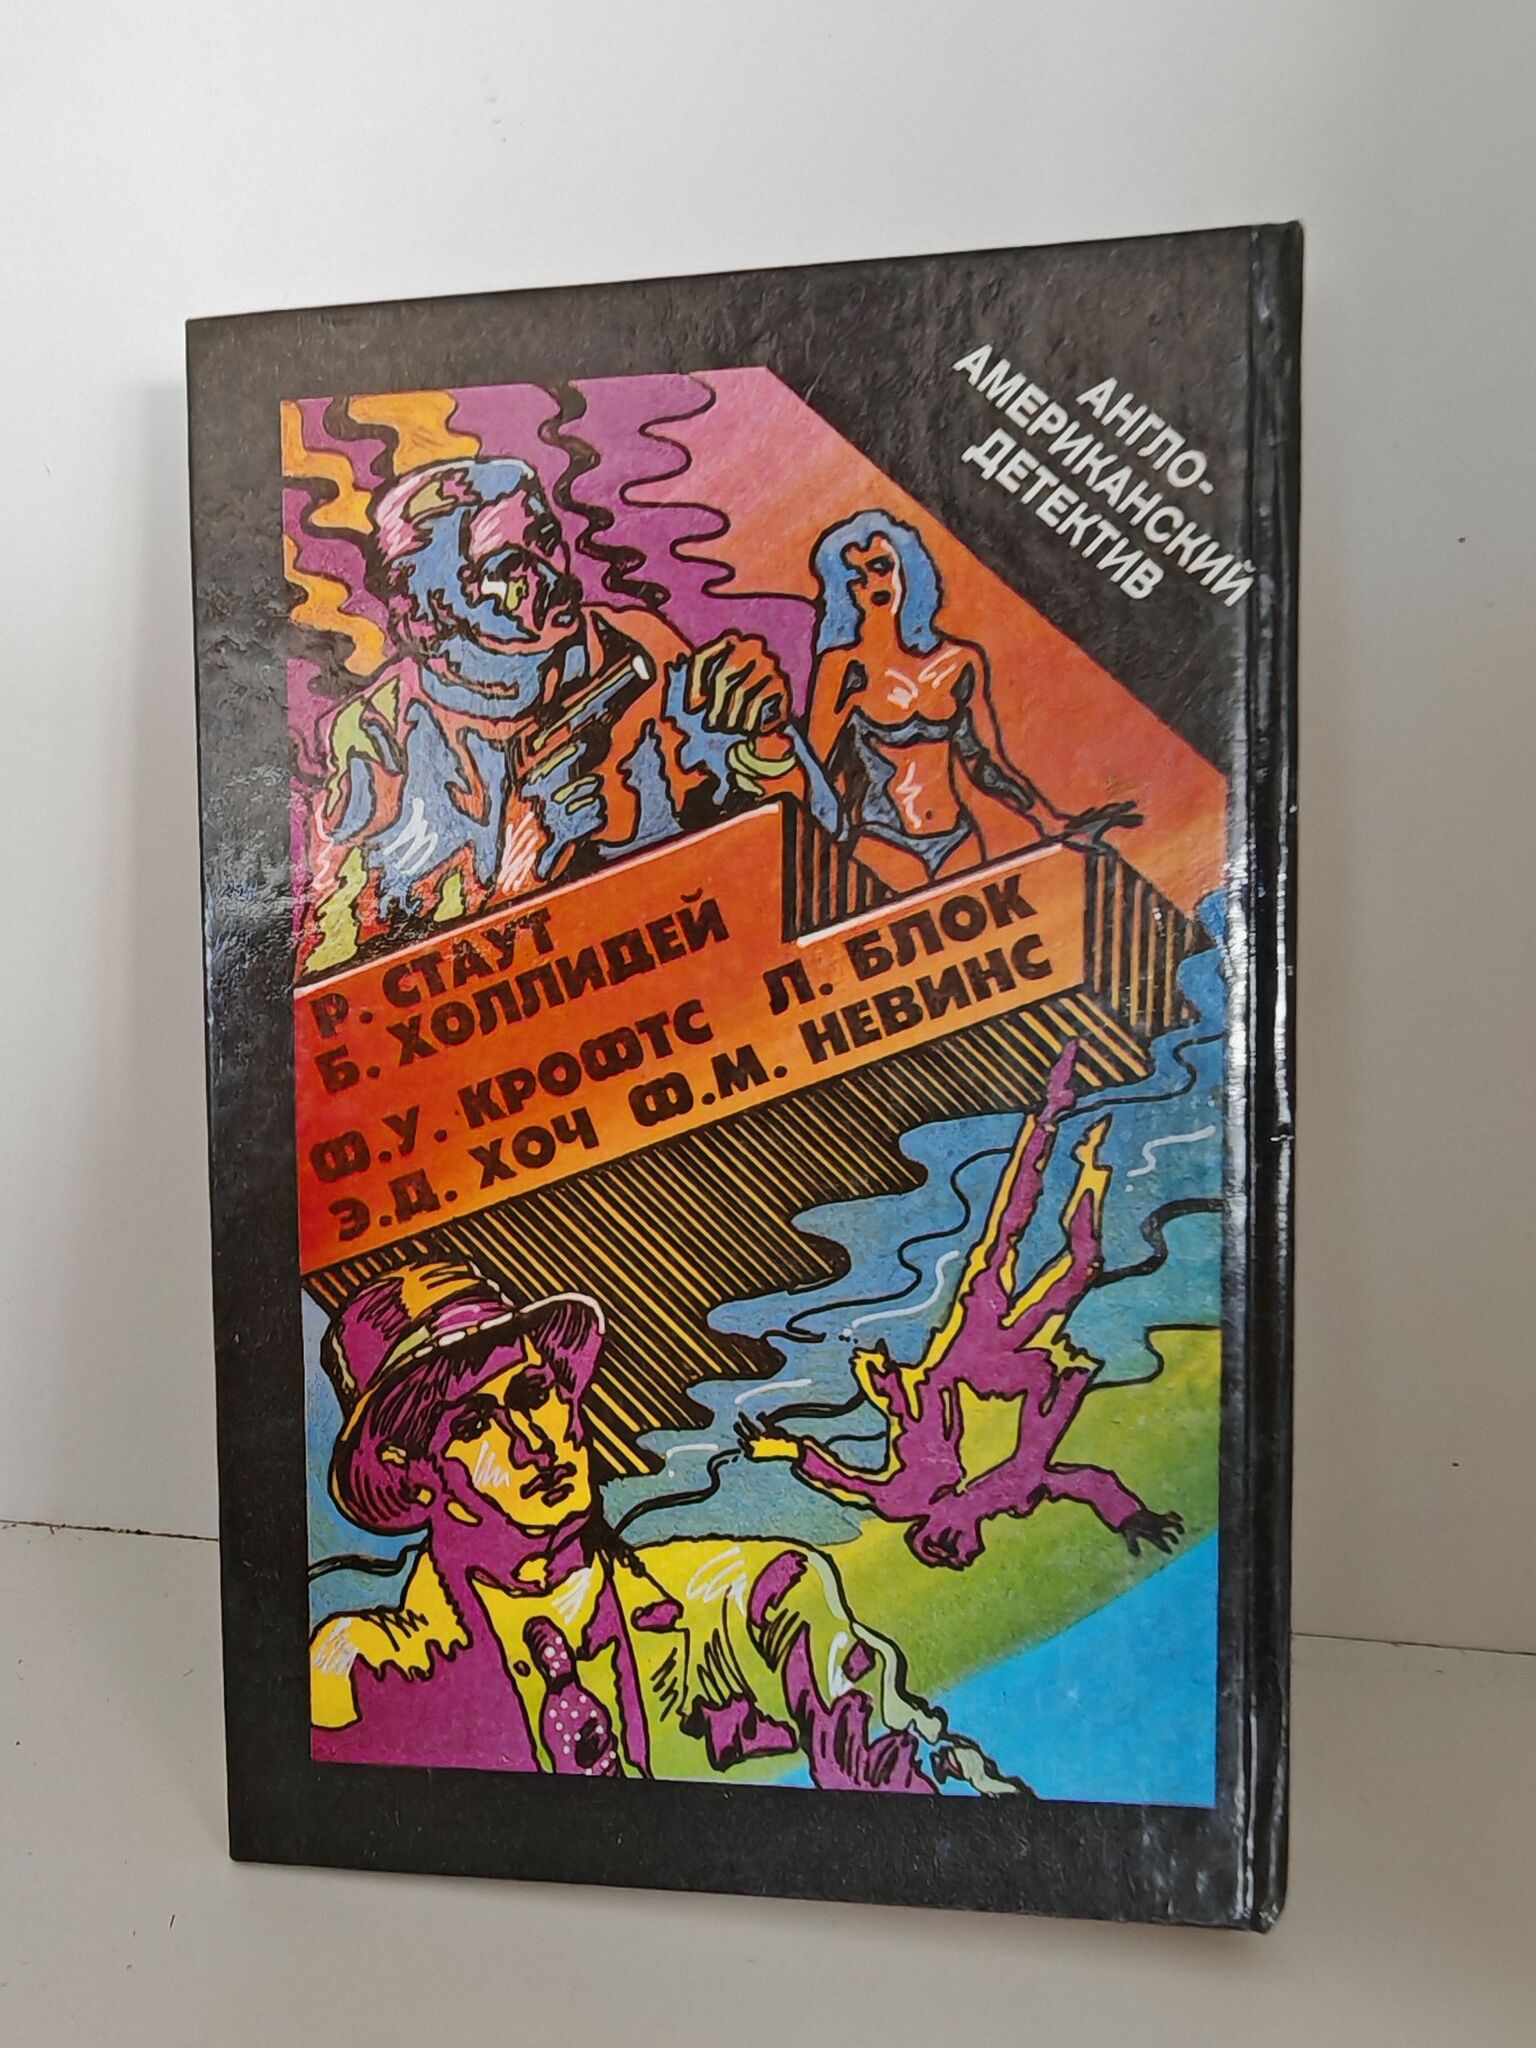 АНГЛО-
АМЕРИКАНСКИЙ
ДЕТЕКТИВ
Р. СТАУТ
Б. ХОЛЛИДЕЙ
Ф.У. КРОФТС Л. БЛОК
Э.Д. ХОЧ Ф.М. НЕВИНС